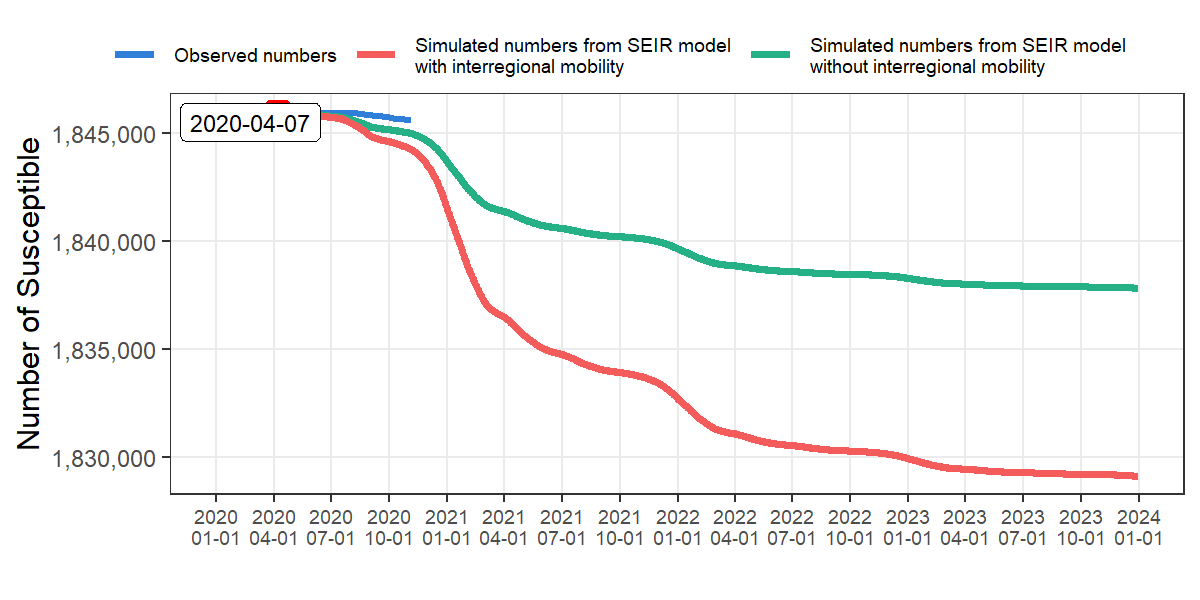 Observed numbers
Simulated numbers from SEIR model
with interregional mobility
Simulated numbers from SEIR model
without interregional mobility
Number of Susceptible
1,845,000
1,840,000
1,835,000
1,830,000
2020-04-07
2020 2020 2020 2020 2021 2021 2021 2021 2022 2022 2022 2022 2023 2023 2023 2023 2024
01-01 04-01 07-01 10-01 01-01 04-01 07-01 10-01 01-01 04-01 07-01 10-01 01-01 04-01 07-01 10-01 01-01